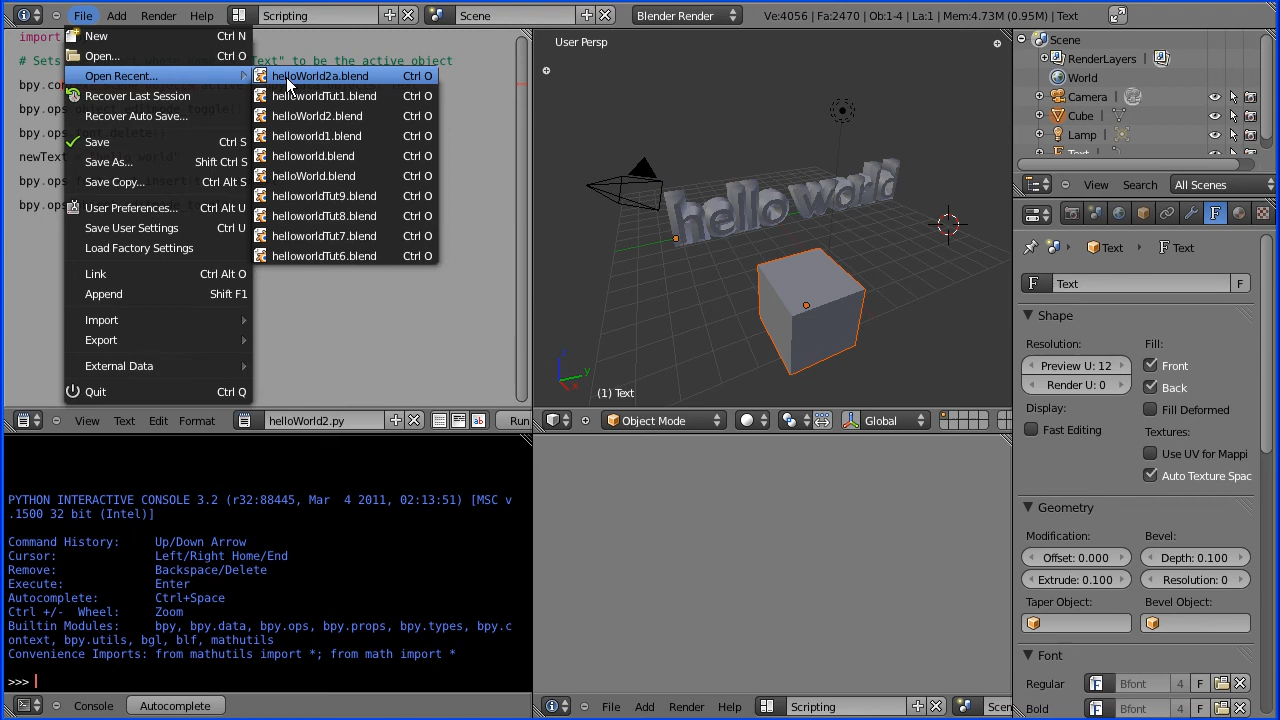 File Add Render Help Scripting Scene Blender Render Ve:4056 | Fa:2470 | Ob:1-4 | La:1 | Mem:4.73M (0.95M) | Text
New Ctrl N
Open... Ctrl O
Open Recent...
Recover Last Session
Recover Auto Save...
Save Ctrl S
Save As... Shift Ctrl S
Save Copy... Ctrl Alt S
User Preferences... Ctrl Alt U
Save User Settings Ctrl U
Load Factory Settings
Link Ctrl Alt O
Append Shift F1
Import
Export
External Data
Quit Ctrl Q
helloWorld2a.blend Ctrl O
helloworldTut1.blend Ctrl O
helloWorld2.blend Ctrl O
helloworld1.blend Ctrl O
helloworld.blend Ctrl O
helloWorld.blend Ctrl O
helloworldTut9.blend Ctrl O
helloworldTut8.blend Ctrl O
helloworldTut7.blend Ctrl O
helloworldTut6.blend Ctrl O
import
# Sets
Text" to be the active object
bpy.co
bpy.ops
bpy.ops
newText
bpy.ops
bpy.ops
View Text Edit Format helloWorld2.py Run
User Persp
hello world
z
y
x
(1) Text
Object Mode Global
PYTHON INTERACTIVE CONSOLE 3.2 (r32:88445, Mar  4 2011, 02:13:51) [MSC v
.1500 32 bit (Intel)]
Command History:     Up/Down Arrow
Cursor:              Left/Right Home/End
Remove:              Backspace/Delete
Execute:             Enter
Autocomplete:        Ctrl+Space
Ctrl +/-  Wheel:     Zoom
Builtin Modules:     bpy, bpy.data, bpy.ops, bpy.props, bpy.types, bpy.c
ontext, bpy.utils, bgl, blf, mathutils
Convenience Imports: from mathutils import *; from math import *
>>>
Console Autocomplete
File Add Render Help Scripting Scen
Scene
RenderLayers
World
Camera
Cube
Lamp
Text
View Search All Scenes
Text Text
F Text F
Shape
Resolution: Fill:
Preview U: 12 Front
Render U: 0 Back
Display: Fill Deformed
Fast Editing Textures:
Use UV for Mappi
Auto Texture Spac
Geometry
Modification: Bevel:
Offset: 0.000 Depth: 0.100
Extrude: 0.100 Resolution: 0
Taper Object: Bevel Object:
Font
Regular Bfont 4 F
Bold Bfont 4 F